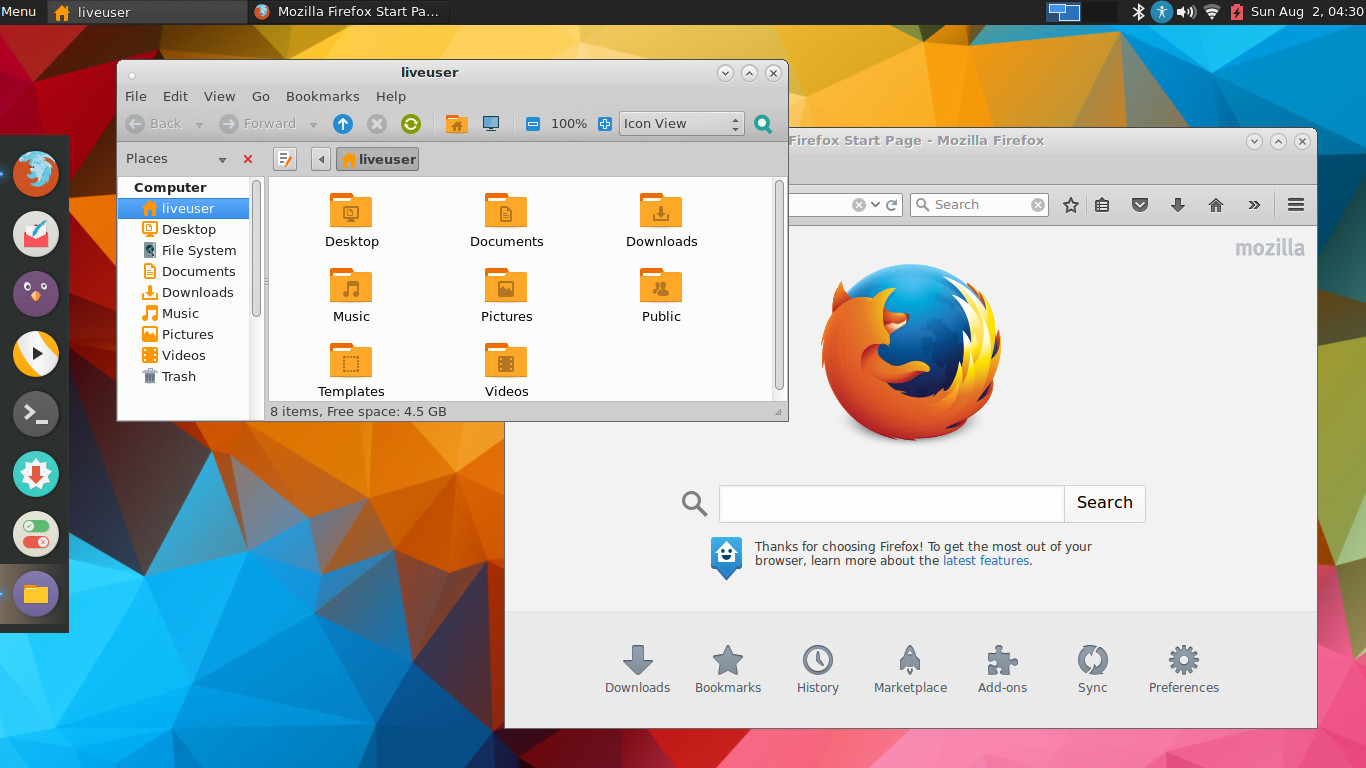 Menu
liveuser
Mozilla Firefox Start Pa...
Sun Aug 2, 04:30
liveuser
File Edit View Go Bookmarks Help
Back Forward 100% Icon View
Places liveuser
Computer
liveuser
Desktop
File System
Documents
Downloads
Music
Pictures
Videos
Trash
Desktop Documents Downloads
Music Pictures Public
Templates Videos
8 items, Free space: 4.5 GB
Firefox Start Page - Mozilla Firefox
Search
mozilla
Search
Thanks for choosing Firefox! To get the most out of your
browser, learn more about the latest features.
Downloads Bookmarks History Marketplace Add-ons Sync Preferences